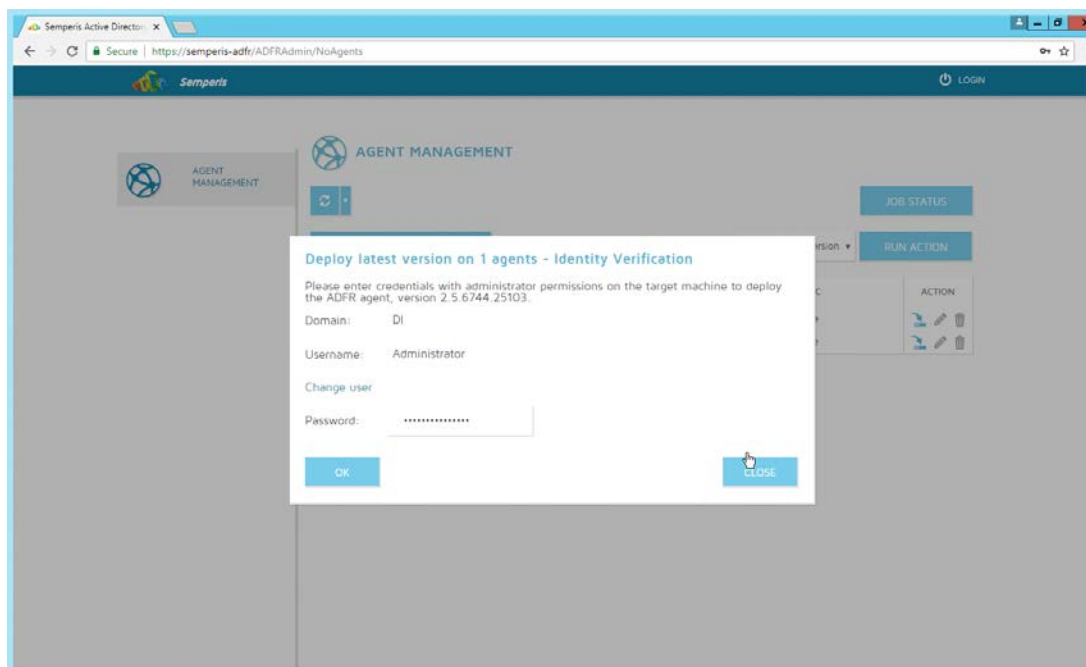 Semperis Active Director
Secure | https://semperis-adfr/ADFRAdmin/NoAgents
Semperis
LOGIN
AGENT MANAGEMENT
AGENT
MANAGEMENT
JOB STATUS
RUN ACTION
Deploy latest version on 1 agents - Identity Verification
Please enter credentials with administrator permissions on the target machine to deploy
the ADFR agent, version 2.5.6744.25103.
Domain: DI
Username: Administrator
Change user
Password: •••••••••••••••
OK
CLOSE
ACTION